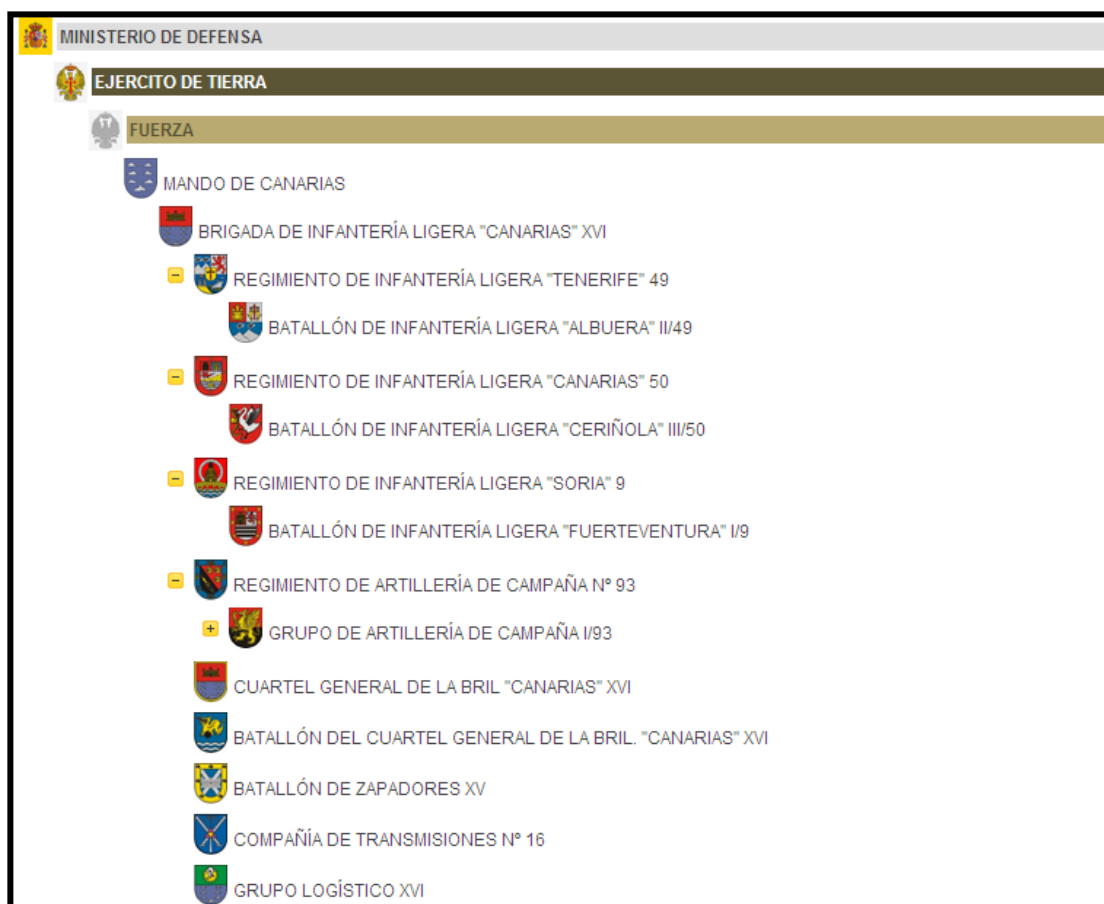 MINISTERIO DE DEFENSA
EJERCITO DE TIERRA
FUERZA
MANDO DE CANARIAS
BRIGADA DE INFANTERÍA LIGERA "CANARIAS" XVI
REGIMIENTO DE INFANTERÍA LIGERA "TENERIFE" 49
BATALLÓN DE INFANTERÍA LIGERA "ALBUERA" II/49
REGIMIENTO DE INFANTERÍA LIGERA "CANARIAS" 50
BATALLÓN DE INFANTERÍA LIGERA "CERIÑOLA" III/50
REGIMIENTO DE INFANTERÍA LIGERA "SORIA" 9
BATALLÓN DE INFANTERÍA LIGERA "FUERTEVENTURA" I/9
REGIMIENTO DE ARTILLERÍA DE CAMPAÑA Nº 93
GRUPO DE ARTILLERÍA DE CAMPAÑA I/93
CUARTEL GENERAL DE LA BRIL "CANARIAS" XVI
BATALLÓN DEL CUARTEL GENERAL DE LA BRIL. "CANARIAS" XVI
BATALLÓN DE ZAPADORES XV
COMPAÑÍA DE TRANSMISIONES Nº 16
GRUPO LOGÍSTICO XVI